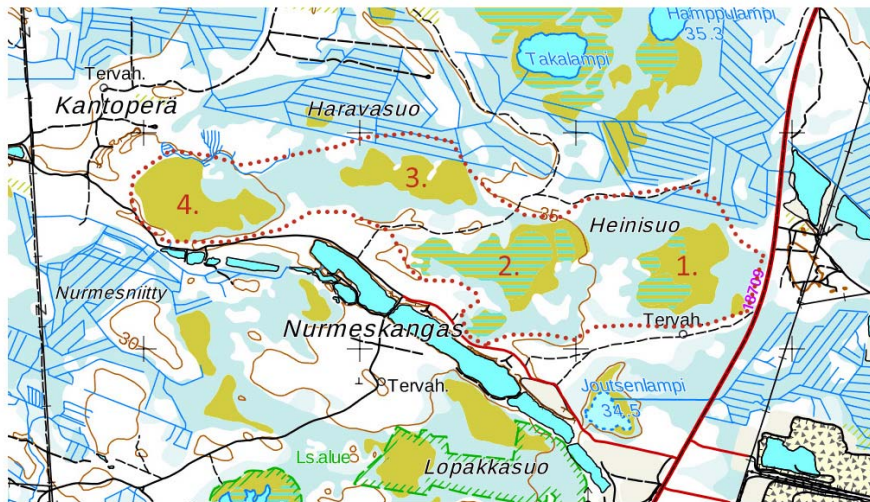 Hamppulampi
35.3
Takalampi
Tervah.
Kantoperä
Haravasuo
3.
4.
35
Heinisuo
2.
1.
Nurmesniitty
18709
Nurmeskangas
Tervah.
30
Tervah.
Joutsenlampi
34.5
Ls.alue
Lopakkasuo